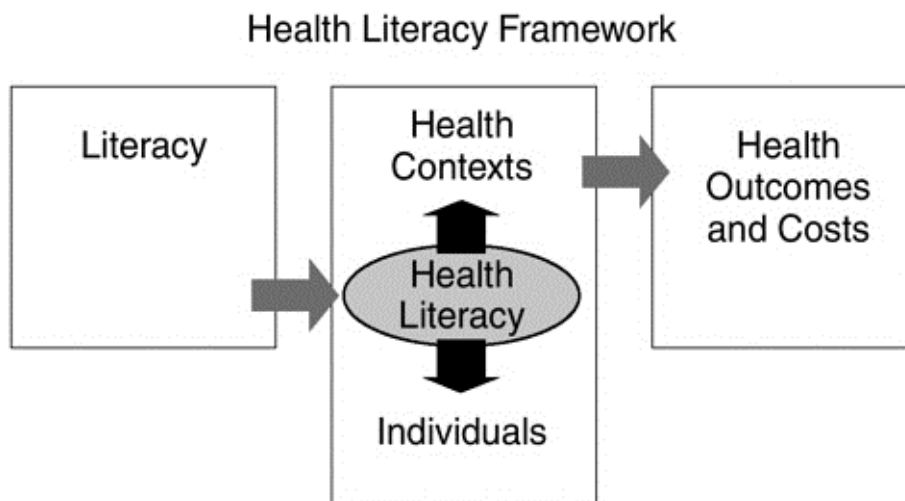 Health Literacy Framework
Literacy
Health
Contexts
Health
Literacy
Individuals
Health
Outcomes
and Costs